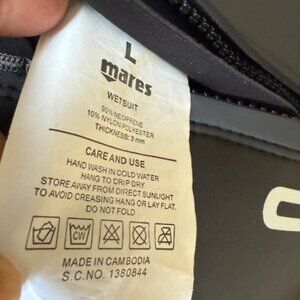 L
mares
WETSUIT
90% NEOPRENE
10% NYLON POLYESTER
THICKNESS: 3 mm
CARE AND USE
HAND WASH IN COLD WATER
HANG TO DRIP DRY
STORE AWAY FROM DIRECT SUNLIGHT
TO AVOID CREASING HANG OR LAY FLAT
DO NOT FOLD
CW
MADE IN CAMBODIA
S.C.NO. 1380844